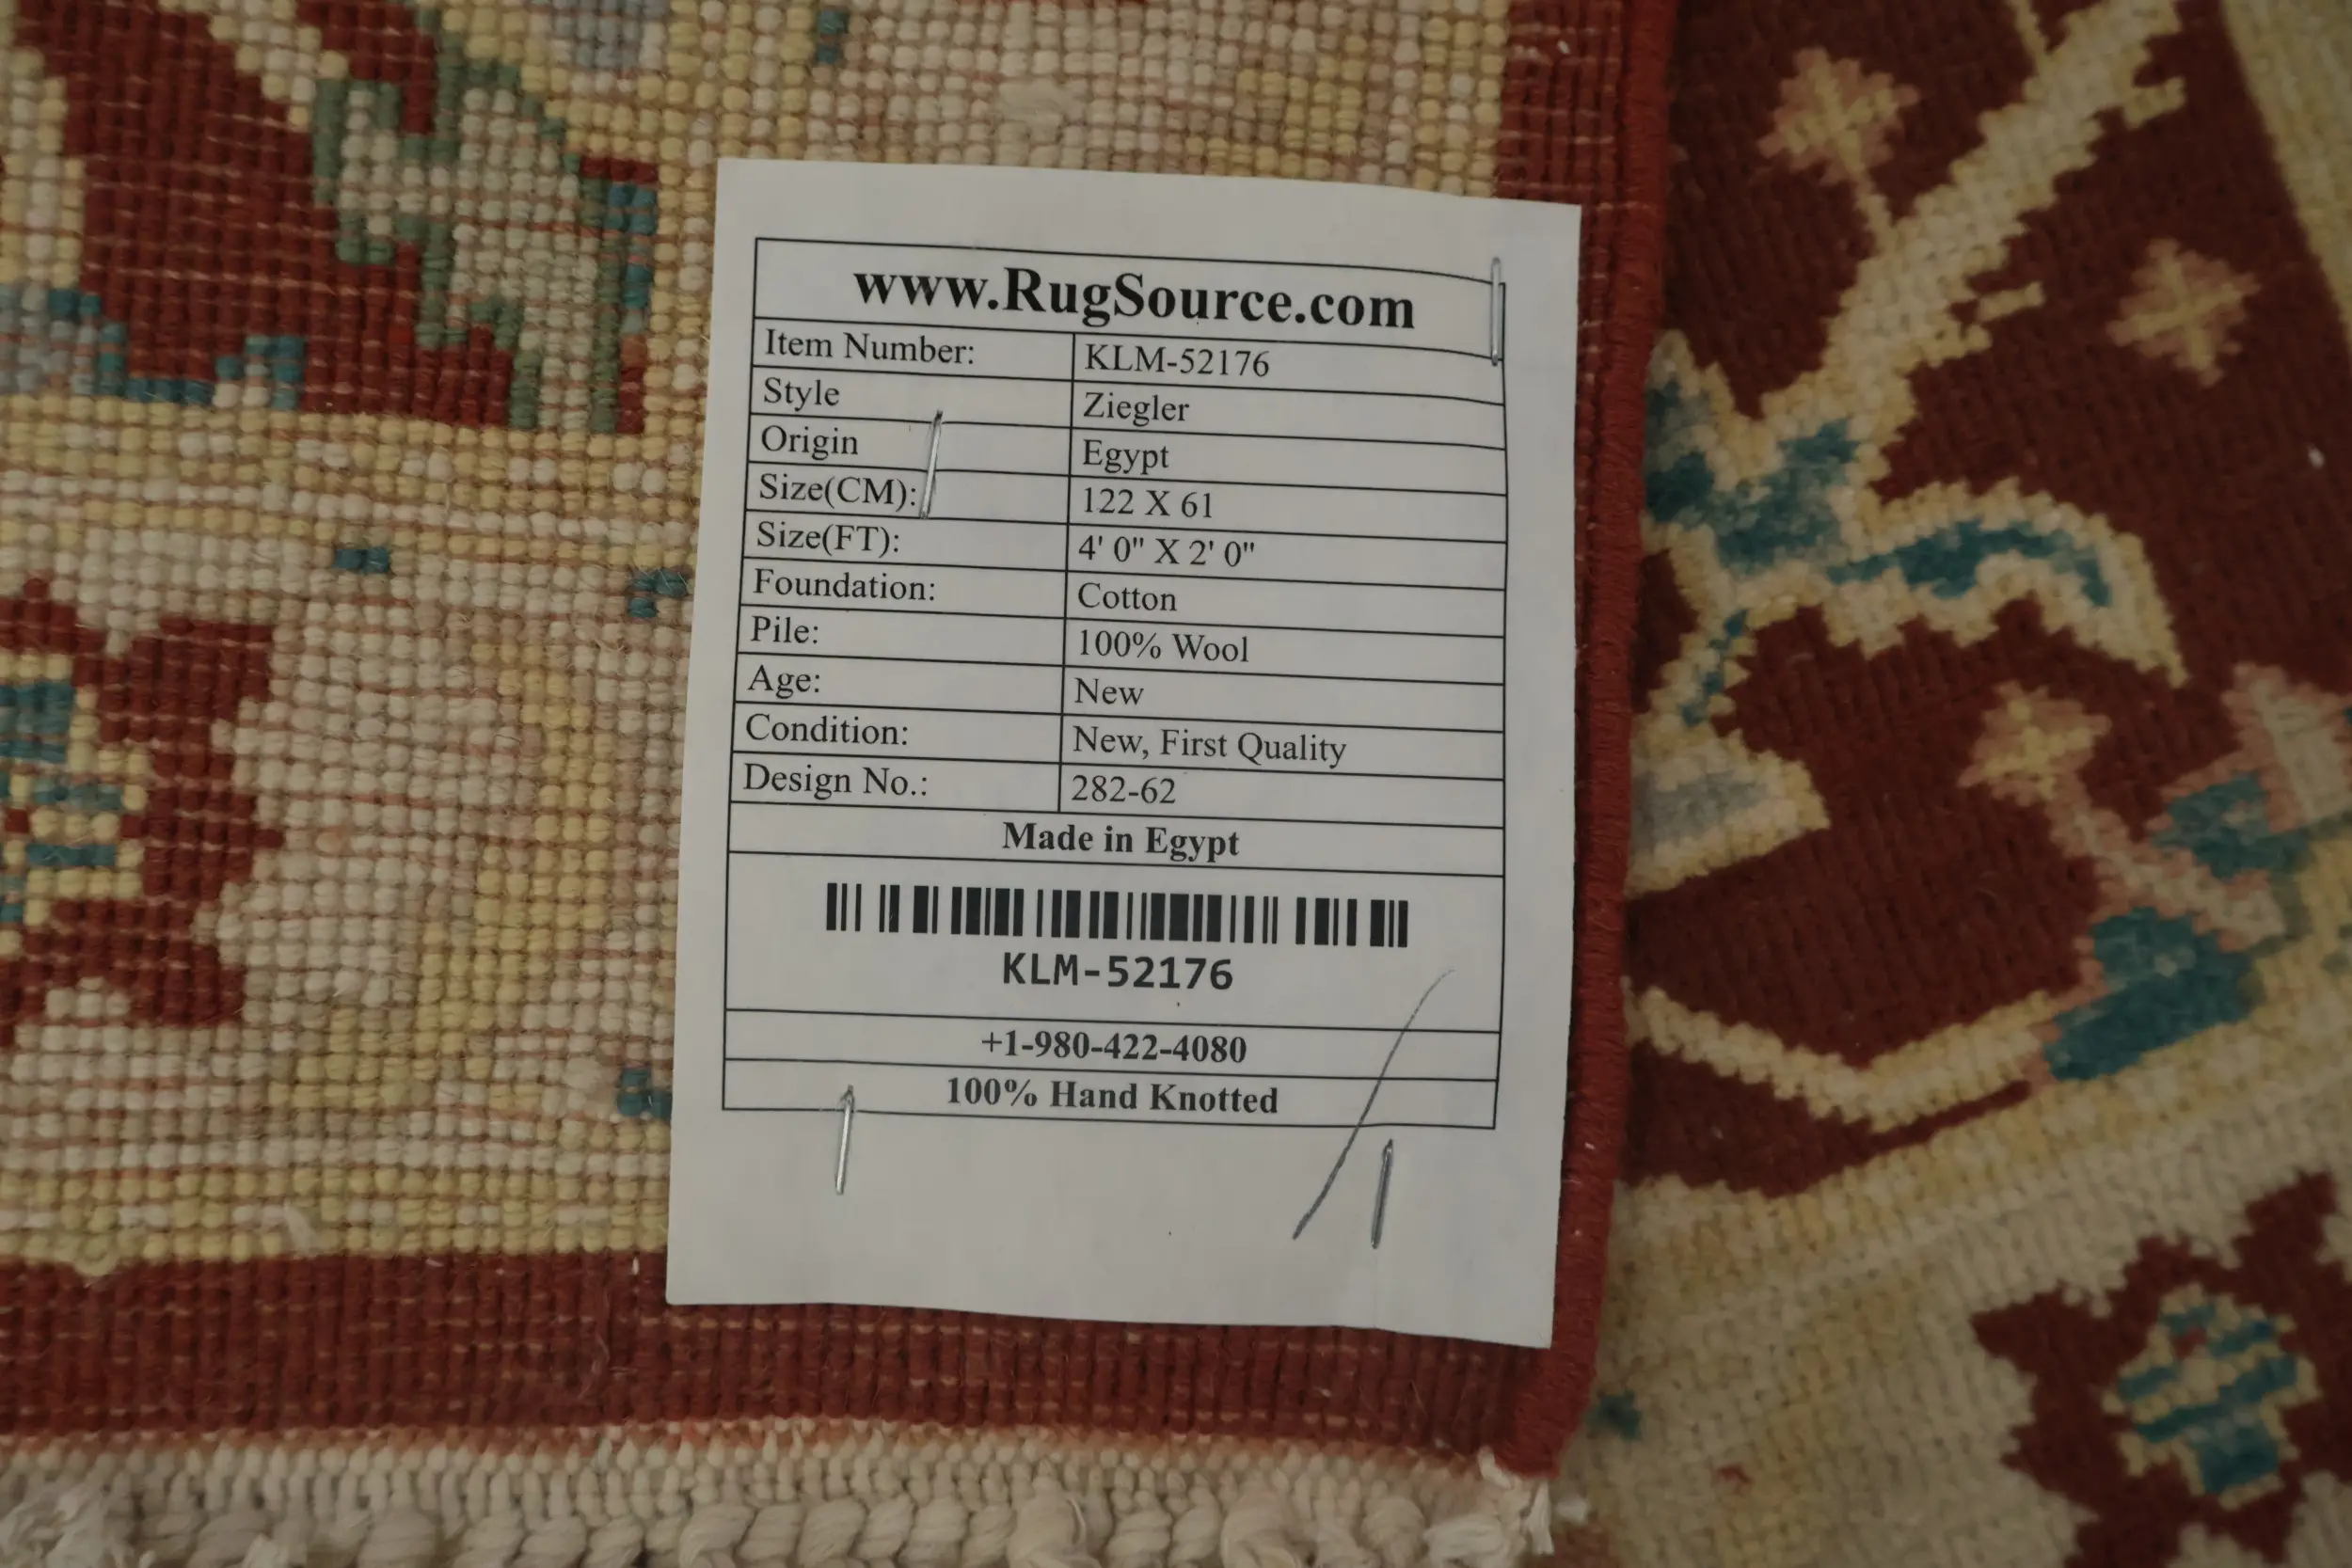 www.RugSource.com
Item Number: KLM-52176
Style Ziegler
Origin Egypt
Size(CM): 122 X 61
Size(FT): 4' 0" X 2' 0"
Foundation: Cotton
Pile: 100% Wool
Age: New
Condition: New, First Quality
Design No.: 282-62
Made in Egypt
KLM-52176
+1-980-422-4080
100% Hand Knotted